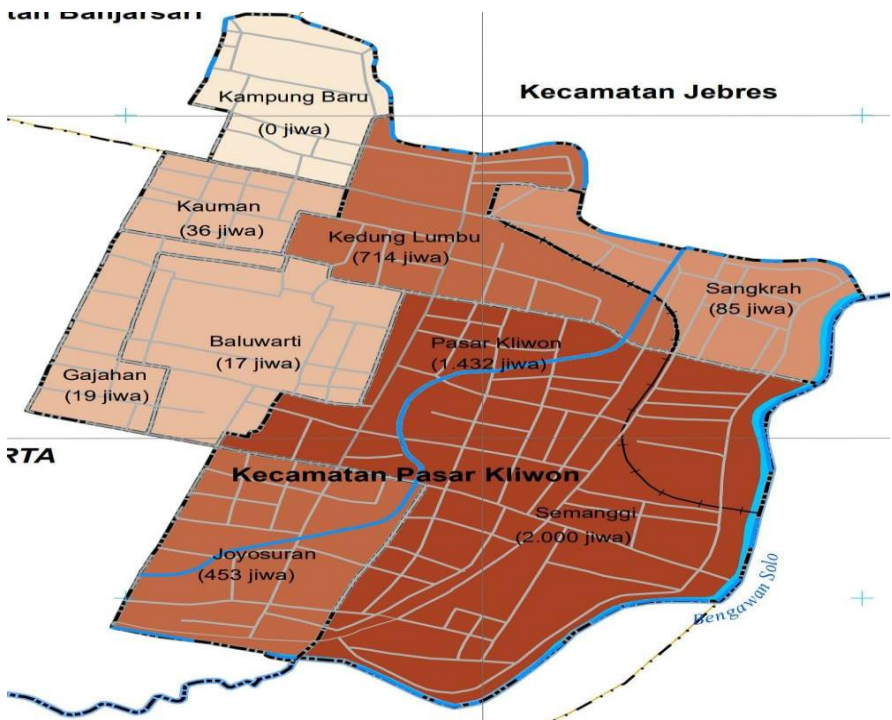 tan Banjarsari
Kampung Baru
(0 jiwa)
Kecamatan Jebres
Kauman
(36 jiwa)
Kedung Lumbu
(714 jiwa)
Sangkrah
(85 jiwa)
Baluwarti
(17 jiwa)
Pasar Kliwon
(1.432 jiwa)
Gajahan
(19 jiwa)
RTA
Kecamatan Pasar Kliwon
Semanggi
(2.000 jiwa)
Joyosuran
(453 jiwa)
Bengawan Solo